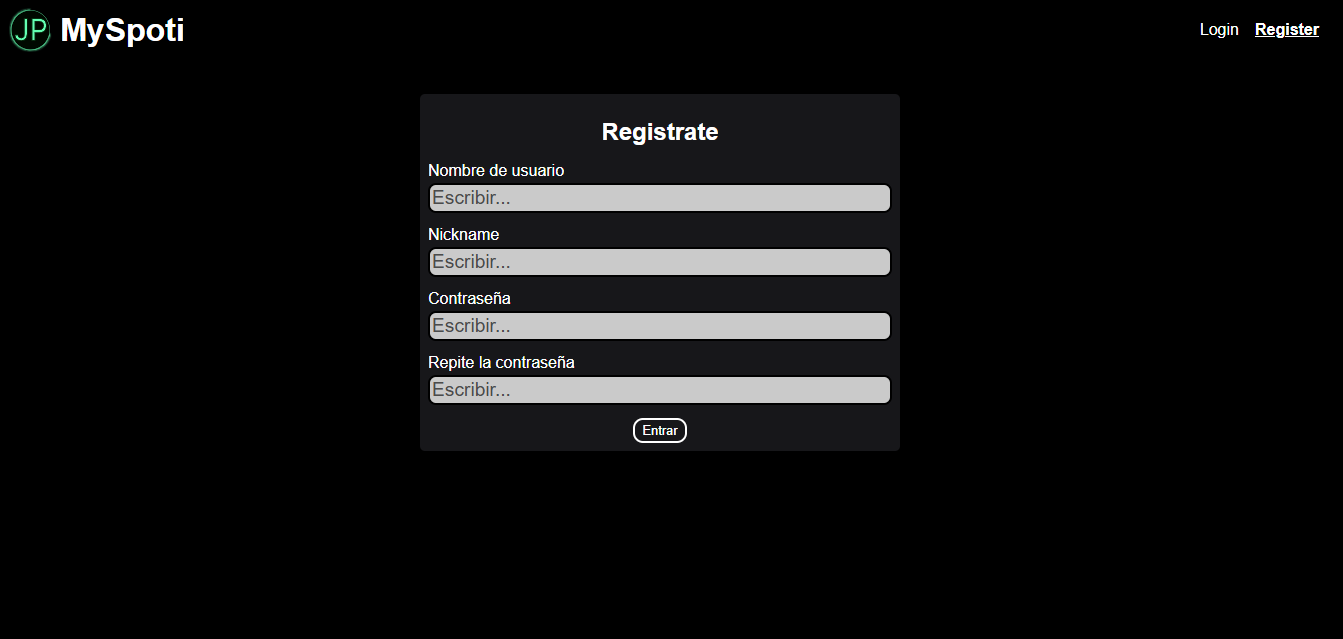 JP MySpoti
Login Register
Registrate
Nombre de usuario
Escribir...
Nickname
Escribir...
Contraseña
Escribir...
Repite la contraseña
Escribir...
Entrar